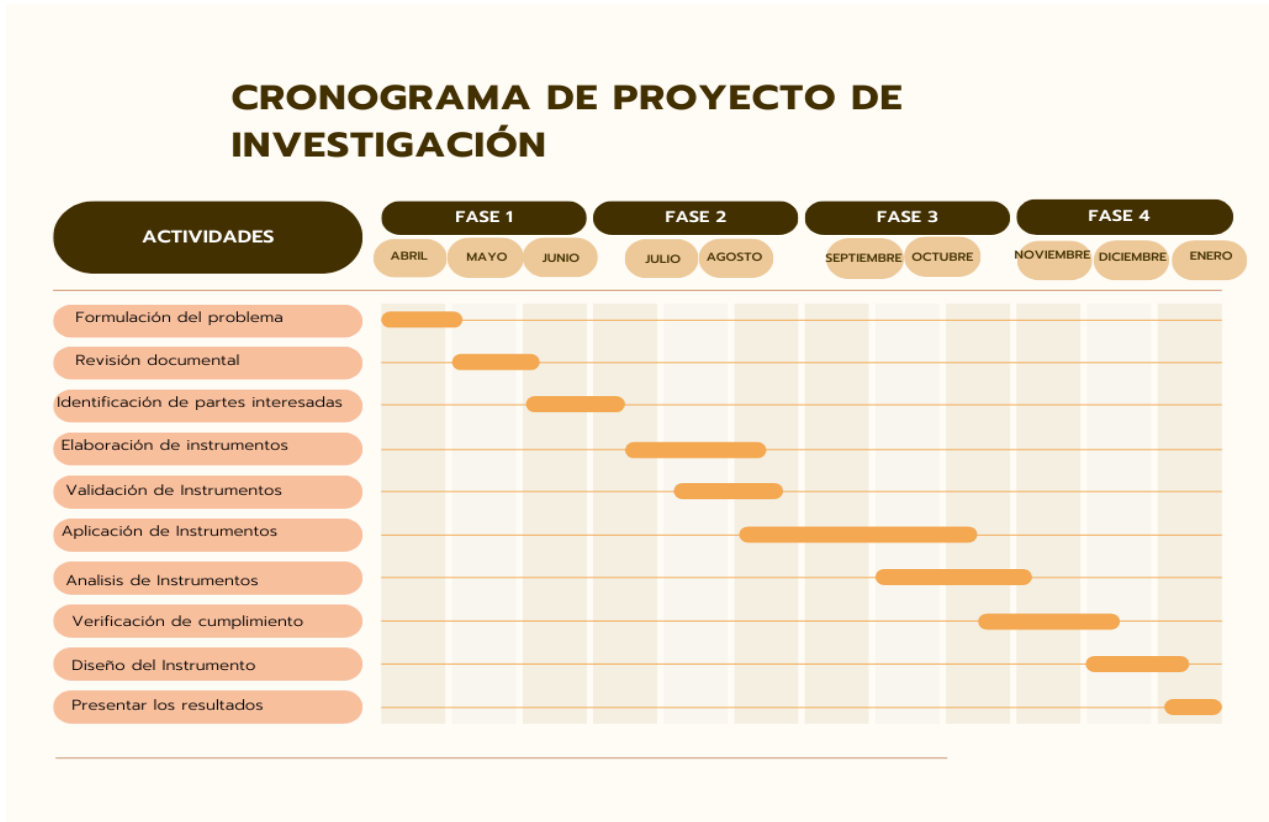 CRONOGRAMA DE PROYECTO DE
INVESTIGACIÓN
ACTIVIDADES
FASE 1
FASE 2
FASE 3
FASE 4
ABRIL
MAYO
JUNIO
JULIO
AGOSTO
SEPTIEMBRE
OCTUBRE
NOVIEMBRE
DICIEMBRE
ENERO
Formulación del problema
Revisión documental
Identificación de partes interesadas
Elaboración de instrumentos
Validación de Instrumentos
Aplicación de Instrumentos
Analisis de Instrumentos
Verificación de cumplimiento
Diseño del Instrumento
Presentar los resultados